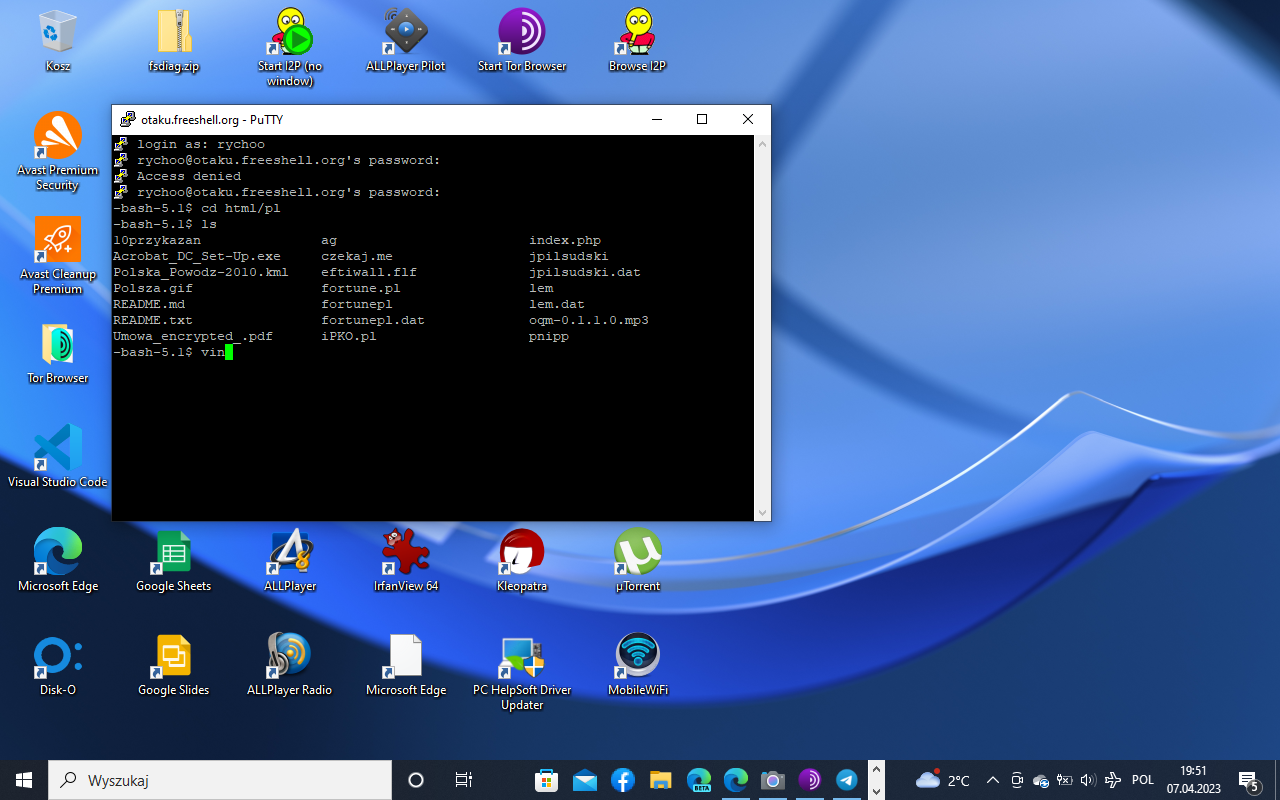 Kosz
fsdiag.zip
Start I2P (no window)
ALLPlayer Pilot
Start Tor Browser
Browse I2P
Avast Premium Security
Avast Cleanup Premium
Tor Browser
Visual Studio Code
otaku.freeshell.org - PuTTY
login as: rychoo
rychoo@otaku.freeshell.org's password:
Access denied
rychoo@otaku.freeshell.org's password:
-bash-5.1$ cd html/pl
-bash-5.1$ ls
10przykazan ag index.php
Acrobat_DC_Set-Up.exe czekaj.me jpilsudski
Polska_Powodz-2010.kml eftiwall.flf jpilsudski.dat
Polsza.gif fortune.pl lem
README.md fortunepl lem.dat
README.txt fortunepl.dat oqm-0.1.1.0.mp3
Umowa_encrypted_.pdf iPKO.pl pnipp
-bash-5.1$ vin
Microsoft Edge
Google Sheets
ALLPlayer
IrfanView 64
Kleopatra
µTorrent
Disk-O
Google Slides
ALLPlayer Radio
Microsoft Edge
PC HelpSoft Driver Updater
MobileWiFi
Wyszukaj
BETA
2°C
POL
19:51
07.04.2023
5